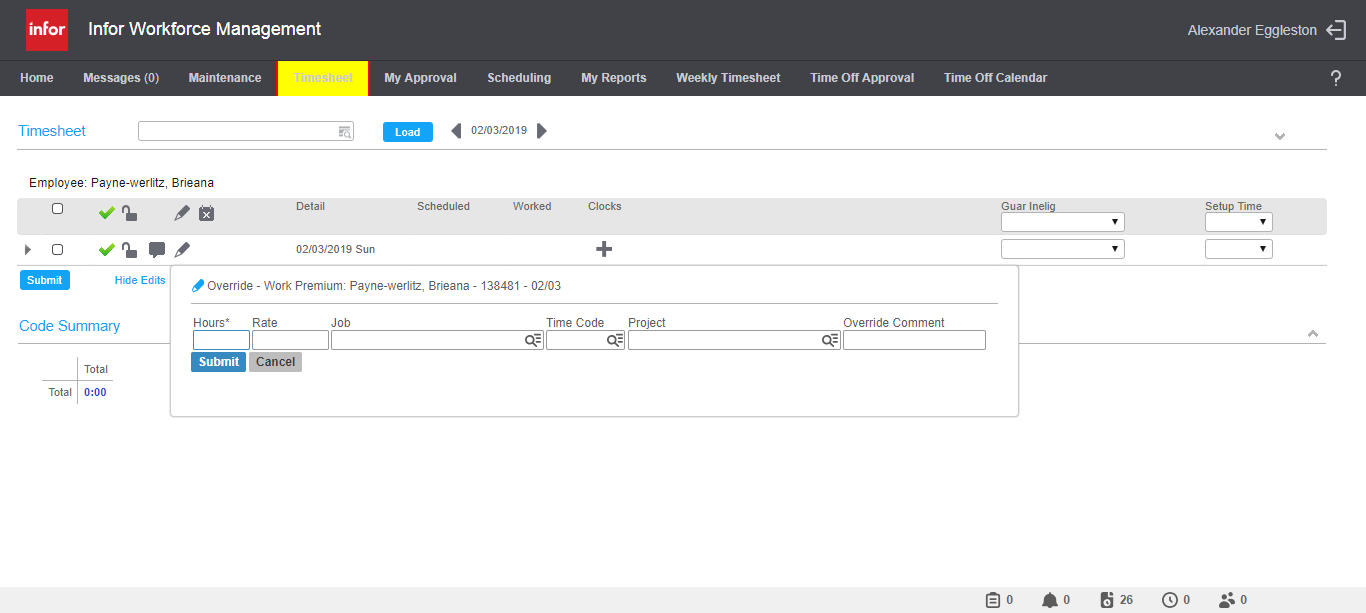 infor Infor Workforce Management Alexander Eggleston
Home Messages (0) Maintenance Timesheet My Approval Scheduling My Reports Weekly Timesheet Time Off Approval Time Off Calendar ?
Timesheet Load 02/03/2019
Employee: Payne-werlitz, Brieana
Detail Scheduled Worked Clocks Guar Inelig Setup Time
02/03/2019 Sun
Submit Hide Edits
Override - Work Premium: Payne-werlitz, Brieana - 138481 - 02/03
Hours* Rate Job Time Code Project Override Comment
Submit Cancel
Code Summary
Total
Total 0:00
0 0 26 0 0